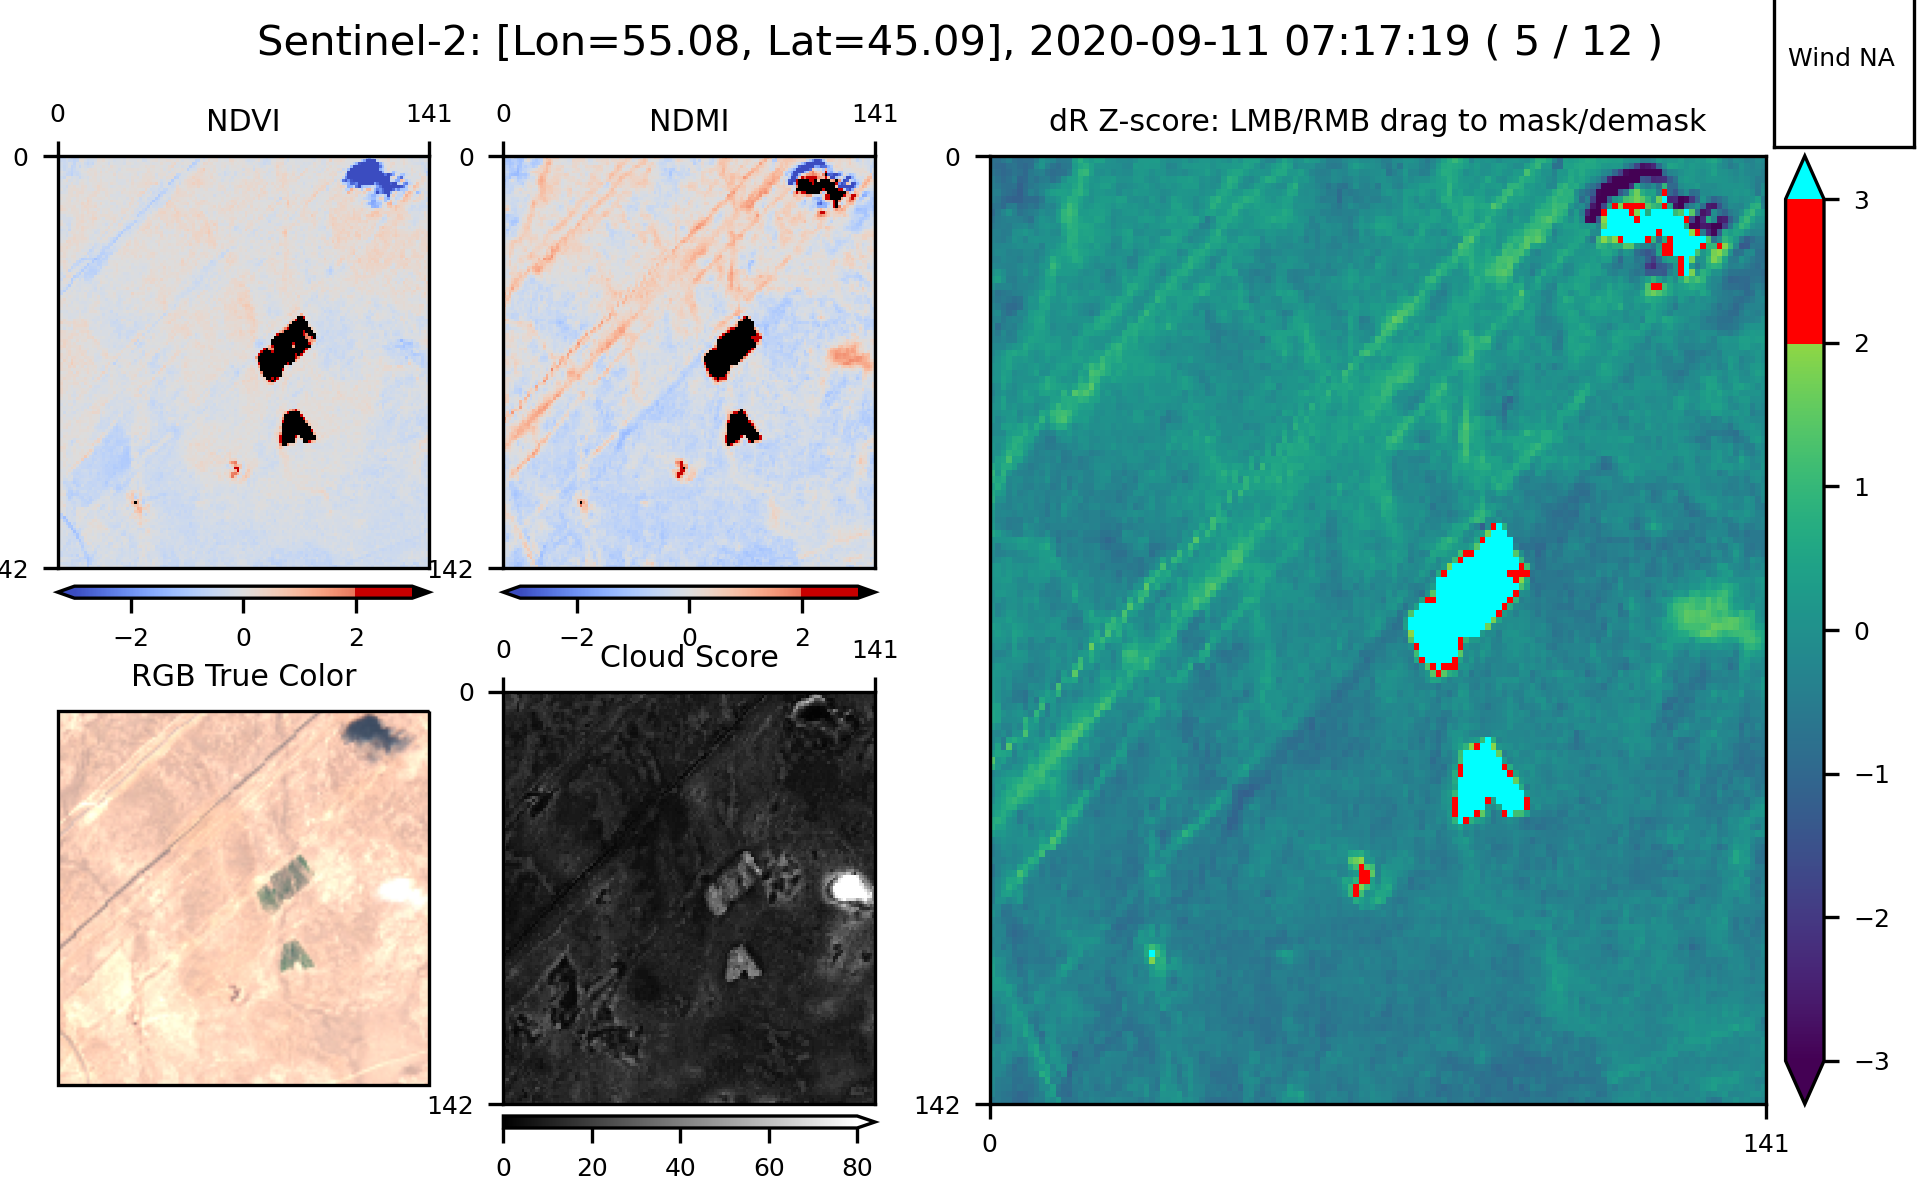 Sentinel-2: [Lon=55.08, Lat=45.09], 2020-09-11 07:17:19 ( 5 / 12 )
Wind NA
0 141
NDVI
0
42
−2 0 2
0 141
NDMI
0
142
−2 0 2
RGB True Color
0 141
Cloud Score
0
142
0 20 40 60 80
dR Z-score: LMB/RMB drag to mask/demask
0
142
0 141
3
2
1
0
−1
−2
−3